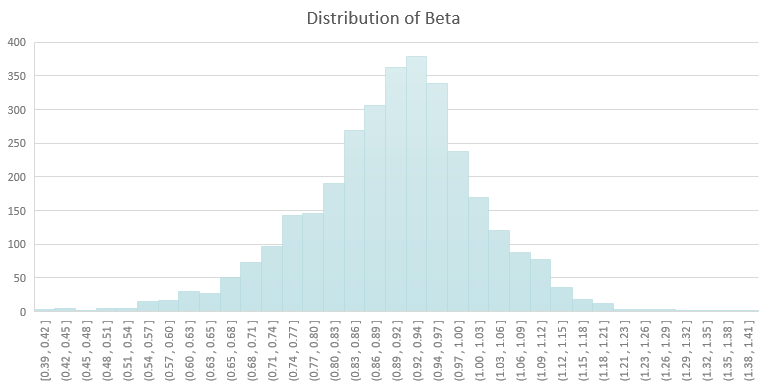 Distribution of Beta
400
350
300
250
200
150
100
50
0
[0.39 , 0.42 ]
(0.42 , 0.45 ]
(0.45 , 0.48 ]
(0.48 , 0.51 ]
(0.51 , 0.54 ]
(0.54 , 0.57 ]
(0.57 , 0.60 ]
(0.60 , 0.63 ]
(0.63 , 0.65 ]
(0.65 , 0.68 ]
(0.68 , 0.71 ]
(0.71 , 0.74 ]
(0.74 , 0.77 ]
(0.77 , 0.80 ]
(0.80 , 0.83 ]
(0.83 , 0.86 ]
(0.86 , 0.89 ]
(0.89 , 0.92 ]
(0.92 , 0.94 ]
(0.94 , 0.97 ]
(0.97 , 1.00 ]
(1.00 , 1.03 ]
(1.03 , 1.06 ]
(1.06 , 1.09 ]
(1.09 , 1.12 ]
(1.12 , 1.15 ]
(1.15 , 1.18 ]
(1.18 , 1.21 ]
(1.21 , 1.23 ]
(1.23 , 1.26 ]
(1.26 , 1.29 ]
(1.29 , 1.32 ]
(1.32 , 1.35 ]
(1.35 , 1.38 ]
(1.38 , 1.41 ]